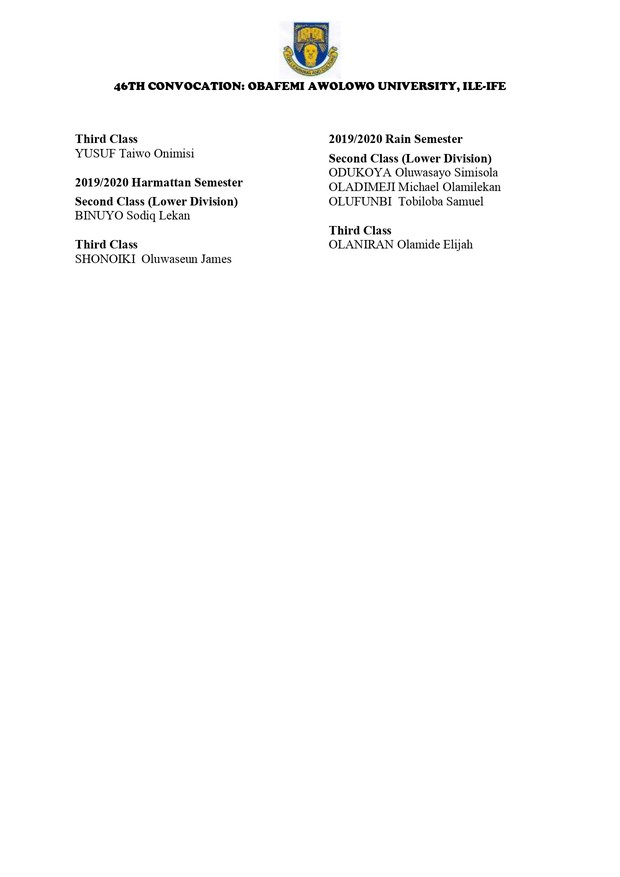 46TH CONVOCATION: OBAFEMI AWOLOWO UNIVERSITY, ILE-IFE
Third Class
YUSUF Taiwo Onimisi
2019/2020 Harmattan Semester
Second Class (Lower Division)
BINUYO Sodiq Lekan
Third Class
SHONOIKI  Oluwaseun James
2019/2020 Rain Semester
Second Class (Lower Division)
ODUKOYA Oluwasayo Simisola
OLADIMEJI Michael Olamilekan
OLUFUNBI  Tobiloba Samuel
Third Class
OLANIRAN Olamide Elijah